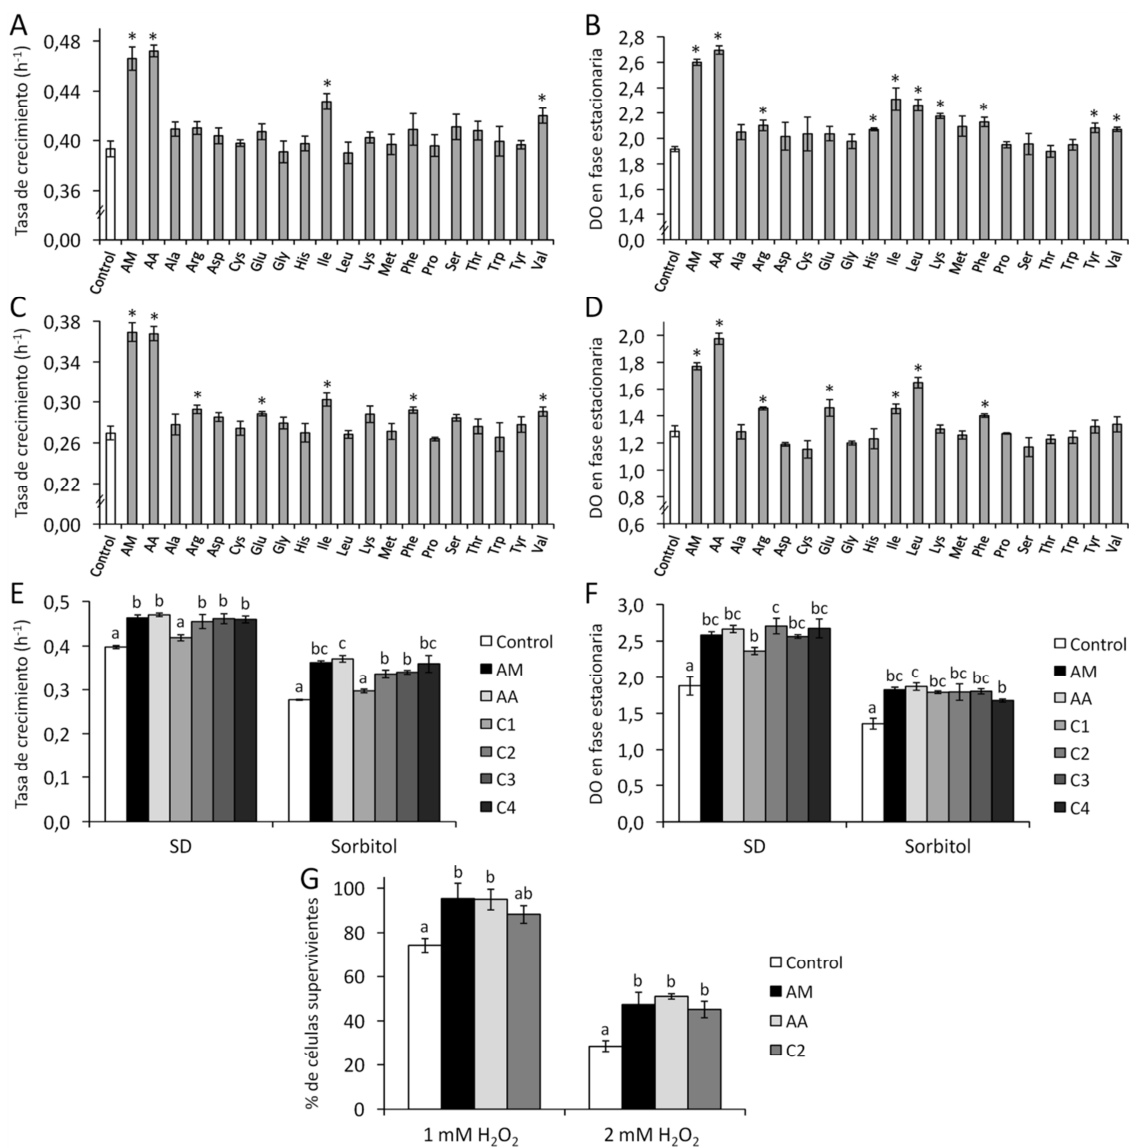 A
Tasa de crecimiento (h⁻¹)
0,48
0,44
0,40
0,36
0,00
* * * *
Control AM AA Ala Arg Asp Cys Glu Gly His Ile Leu Lys Met Phe Pro Ser Thr Trp Tyr Val
B
DO en fase estacionaria
2,8
2,6
2,4
2,2
2,0
1,8
1,6
1,4
0,0
* * * * * * * * * *
Control AM AA Ala Arg Asp Cys Glu Gly His Ile Leu Lys Met Phe Pro Ser Thr Trp Tyr Val
C
Tasa de crecimiento (h⁻¹)
0,38
0,34
0,30
0,26
0,22
0,00
* * * * * * *
Control AM AA Ala Arg Asp Cys Glu Gly His Ile Leu Lys Met Phe Pro Ser Thr Trp Tyr Val
D
DO en fase estacionaria
2,0
1,8
1,6
1,4
1,2
1,0
0,8
0,6
* * * * * * *
Control AM AA Ala Arg Asp Cys Glu Gly His Ile Leu Lys Met Phe Pro Ser Thr Trp Tyr Val
E
Tasa de crecimiento (h⁻¹)
0,5
0,4
0,3
0,2
0,1
0,0
a b b a b b b
a bc c a b b bc
SD Sorbitol
Control
AM
AA
C1
C2
C3
C4
F
DO en fase estacionaria
3,0
2,5
2,0
1,5
1,0
0,5
0,0
a bc bc b c bc bc
a bc c bc bc bc b
SD Sorbitol
Control
AM
AA
C1
C2
C3
C4
G
% de células supervivientes
100
80
60
40
20
0
a b b ab
a b b b
1 mM H₂O₂ 2 mM H₂O₂
Control
AM
AA
C2